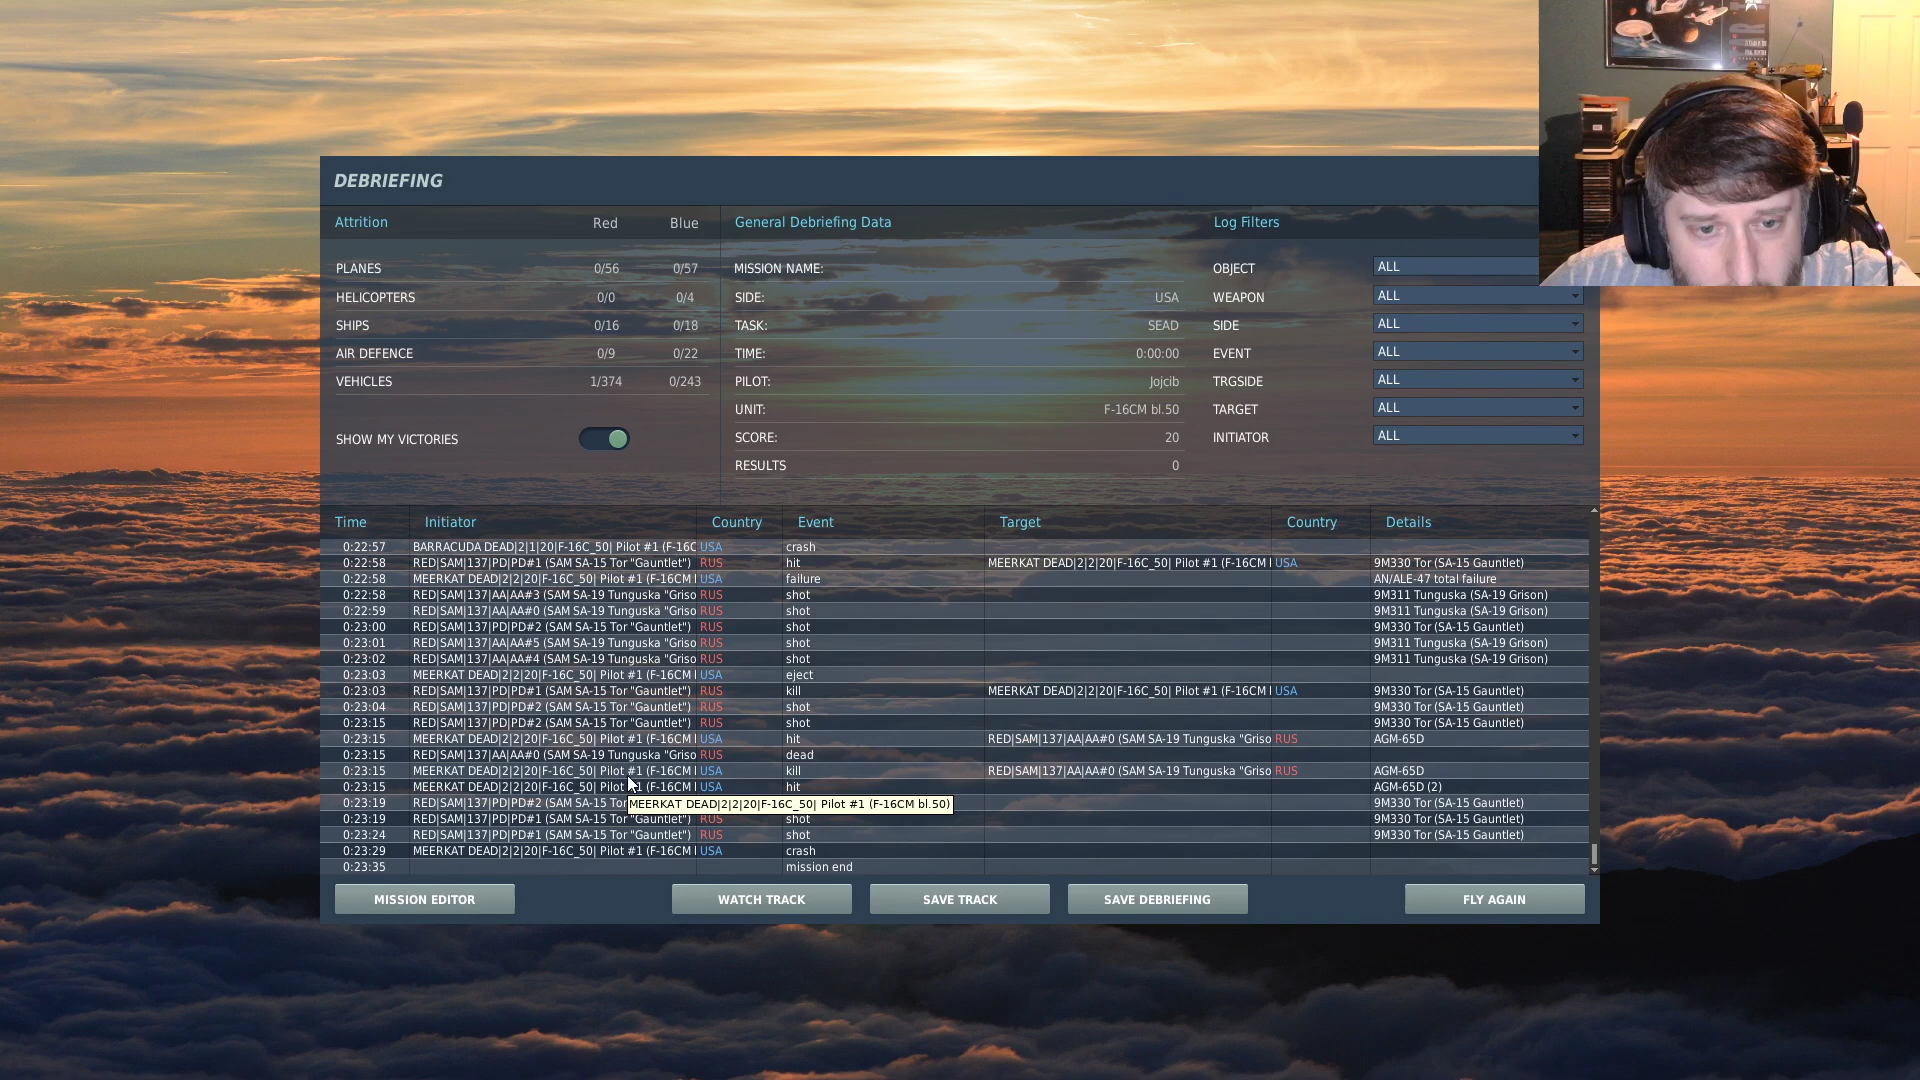 DEBRIEFING
Attrition Red Blue
PLANES 0/56 0/57
HELICOPTERS 0/0 0/4
SHIPS 0/16 0/18
AIR DEFENCE 0/9 0/22
VEHICLES 1/374 0/243
SHOW MY VICTORIES
General Debriefing Data
MISSION NAME:
SIDE: USA
TASK: SEAD
TIME: 0:00:00
PILOT: Jojcib
UNIT: F-16CM bl.50
SCORE: 20
RESULTS 0
Log Filters
OBJECT ALL
WEAPON ALL
SIDE ALL
EVENT ALL
TRGSIDE ALL
TARGET ALL
INITIATOR ALL
Time Initiator Country Event Target Country Details
0:22:57 BARRACUDA DEAD|2|1|20|F-16C_50| Pilot #1 (F-16C USA crash
0:22:58 RED|SAM|137|PD|PD#1 (SAM SA-15 Tor "Gauntlet") RUS hit MEERKAT DEAD|2|2|20|F-16C_50| Pilot #1 (F-16CM USA 9M330 Tor (SA-15 Gauntlet)
0:22:58 MEERKAT DEAD|2|2|20|F-16C_50| Pilot #1 (F-16CM USA failure AN/ALE-47 total failure
0:22:58 RED|SAM|137|AA|AA#3 (SAM SA-19 Tunguska "Griso RUS shot 9M311 Tunguska (SA-19 Grison)
0:22:59 RED|SAM|137|AA|AA#0 (SAM SA-19 Tunguska "Griso RUS shot 9M311 Tunguska (SA-19 Grison)
0:23:00 RED|SAM|137|PD|PD#2 (SAM SA-15 Tor "Gauntlet") RUS shot 9M330 Tor (SA-15 Gauntlet)
0:23:01 RED|SAM|137|AA|AA#5 (SAM SA-19 Tunguska "Griso RUS shot 9M311 Tunguska (SA-19 Grison)
0:23:02 RED|SAM|137|AA|AA#4 (SAM SA-19 Tunguska "Griso RUS shot 9M311 Tunguska (SA-19 Grison)
0:23:03 MEERKAT DEAD|2|2|20|F-16C_50| Pilot #1 (F-16CM USA eject
0:23:03 RED|SAM|137|PD|PD#1 (SAM SA-15 Tor "Gauntlet") RUS kill MEERKAT DEAD|2|2|20|F-16C_50| Pilot #1 (F-16CM USA 9M330 Tor (SA-15 Gauntlet)
0:23:04 RED|SAM|137|PD|PD#2 (SAM SA-15 Tor "Gauntlet") RUS shot 9M330 Tor (SA-15 Gauntlet)
0:23:15 RED|SAM|137|PD|PD#2 (SAM SA-15 Tor "Gauntlet") RUS shot 9M330 Tor (SA-15 Gauntlet)
0:23:15 MEERKAT DEAD|2|2|20|F-16C_50| Pilot #1 (F-16CM USA hit RED|SAM|137|AA|AA#0 (SAM SA-19 Tunguska "Griso RUS AGM-65D
0:23:15 RED|SAM|137|AA|AA#0 (SAM SA-19 Tunguska "Griso RUS dead
0:23:15 MEERKAT DEAD|2|2|20|F-16C_50| Pilot #1 (F-16CM USA kill RED|SAM|137|AA|AA#0 (SAM SA-19 Tunguska "Griso RUS AGM-65D
0:23:15 MEERKAT DEAD|2|2|20|F-16C_50| Pilot #1 (F-16CM USA hit AGM-65D (2)
0:23:19 RED|SAM|137|PD|PD#2 (SAM SA-15 Tor 9M330 Tor (SA-15 Gauntlet)
MEERKAT DEAD|2|2|20|F-16C_50| Pilot #1 (F-16CM bl.50)
0:23:19 RED|SAM|137|PD|PD#1 (SAM SA-15 Tor "Gauntlet") RUS shot 9M330 Tor (SA-15 Gauntlet)
0:23:24 RED|SAM|137|PD|PD#1 (SAM SA-15 Tor "Gauntlet") RUS shot 9M330 Tor (SA-15 Gauntlet)
0:23:29 MEERKAT DEAD|2|2|20|F-16C_50| Pilot #1 (F-16CM USA crash
0:23:35 mission end
MISSION EDITOR WATCH TRACK SAVE TRACK SAVE DEBRIEFING FLY AGAIN